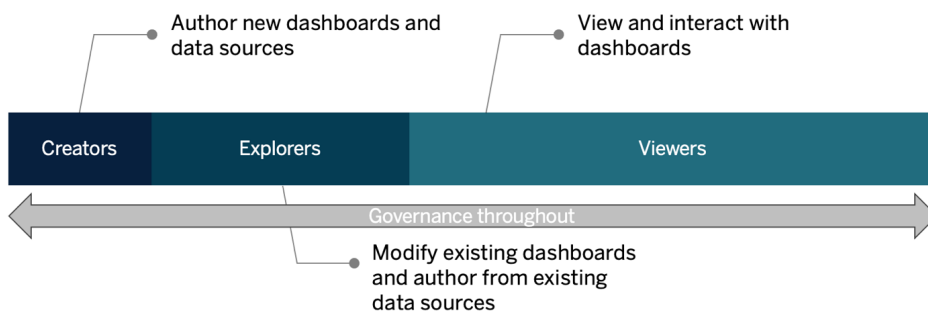 Author new dashboards and
data sources
View and interact with
dashboards
Creators
Explorers
Viewers
Governance throughout
Modify existing dashboards
and author from existing
data sources